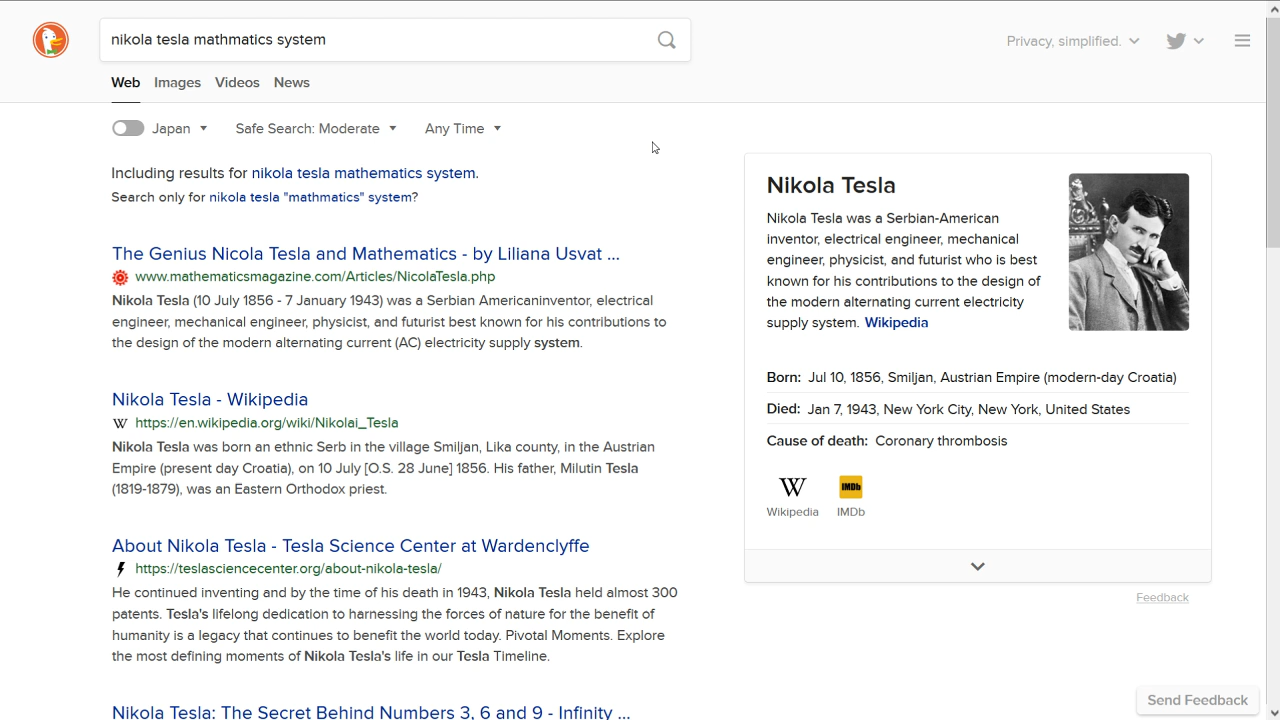 nikola tesla mathmatics system
Privacy, simplified.
Web Images Videos News
Japan Safe Search: Moderate Any Time
Including results for nikola tesla mathematics system.
Search only for nikola tesla "mathmatics" system?
The Genius Nicola Tesla and Mathematics - by Liliana Usvat ...
www.mathematicsmagazine.com/Articles/NicolaTesla.php
Nikola Tesla (10 July 1856 - 7 January 1943) was a Serbian Americaninventor, electrical
engineer, mechanical engineer, physicist, and futurist best known for his contributions to
the design of the modern alternating current (AC) electricity supply system.
Nikola Tesla - Wikipedia
W https://en.wikipedia.org/wiki/Nikolai_Tesla
Nikola Tesla was born an ethnic Serb in the village Smiljan, Lika county, in the Austrian
Empire (present day Croatia), on 10 July [O.S. 28 June] 1856. His father, Milutin Tesla
(1819-1879), was an Eastern Orthodox priest.
About Nikola Tesla - Tesla Science Center at Wardenclyffe
https://teslasciencecenter.org/about-nikola-tesla/
He continued inventing and by the time of his death in 1943, Nikola Tesla held almost 300
patents. Tesla's lifelong dedication to harnessing the forces of nature for the benefit of
humanity is a legacy that continues to benefit the world today. Pivotal Moments. Explore
the most defining moments of Nikola Tesla's life in our Tesla Timeline.
Nikola Tesla: The Secret Behind Numbers 3, 6 and 9 - Infinity ...
Nikola Tesla
Nikola Tesla was a Serbian-American
inventor, electrical engineer, mechanical
engineer, physicist, and futurist who is best
known for his contributions to the design of
the modern alternating current electricity
supply system. Wikipedia
Born: Jul 10, 1856, Smiljan, Austrian Empire (modern-day Croatia)
Died: Jan 7, 1943, New York City, New York, United States
Cause of death: Coronary thrombosis
W IMDb
Wikipedia IMDb
Feedback
Send Feedback